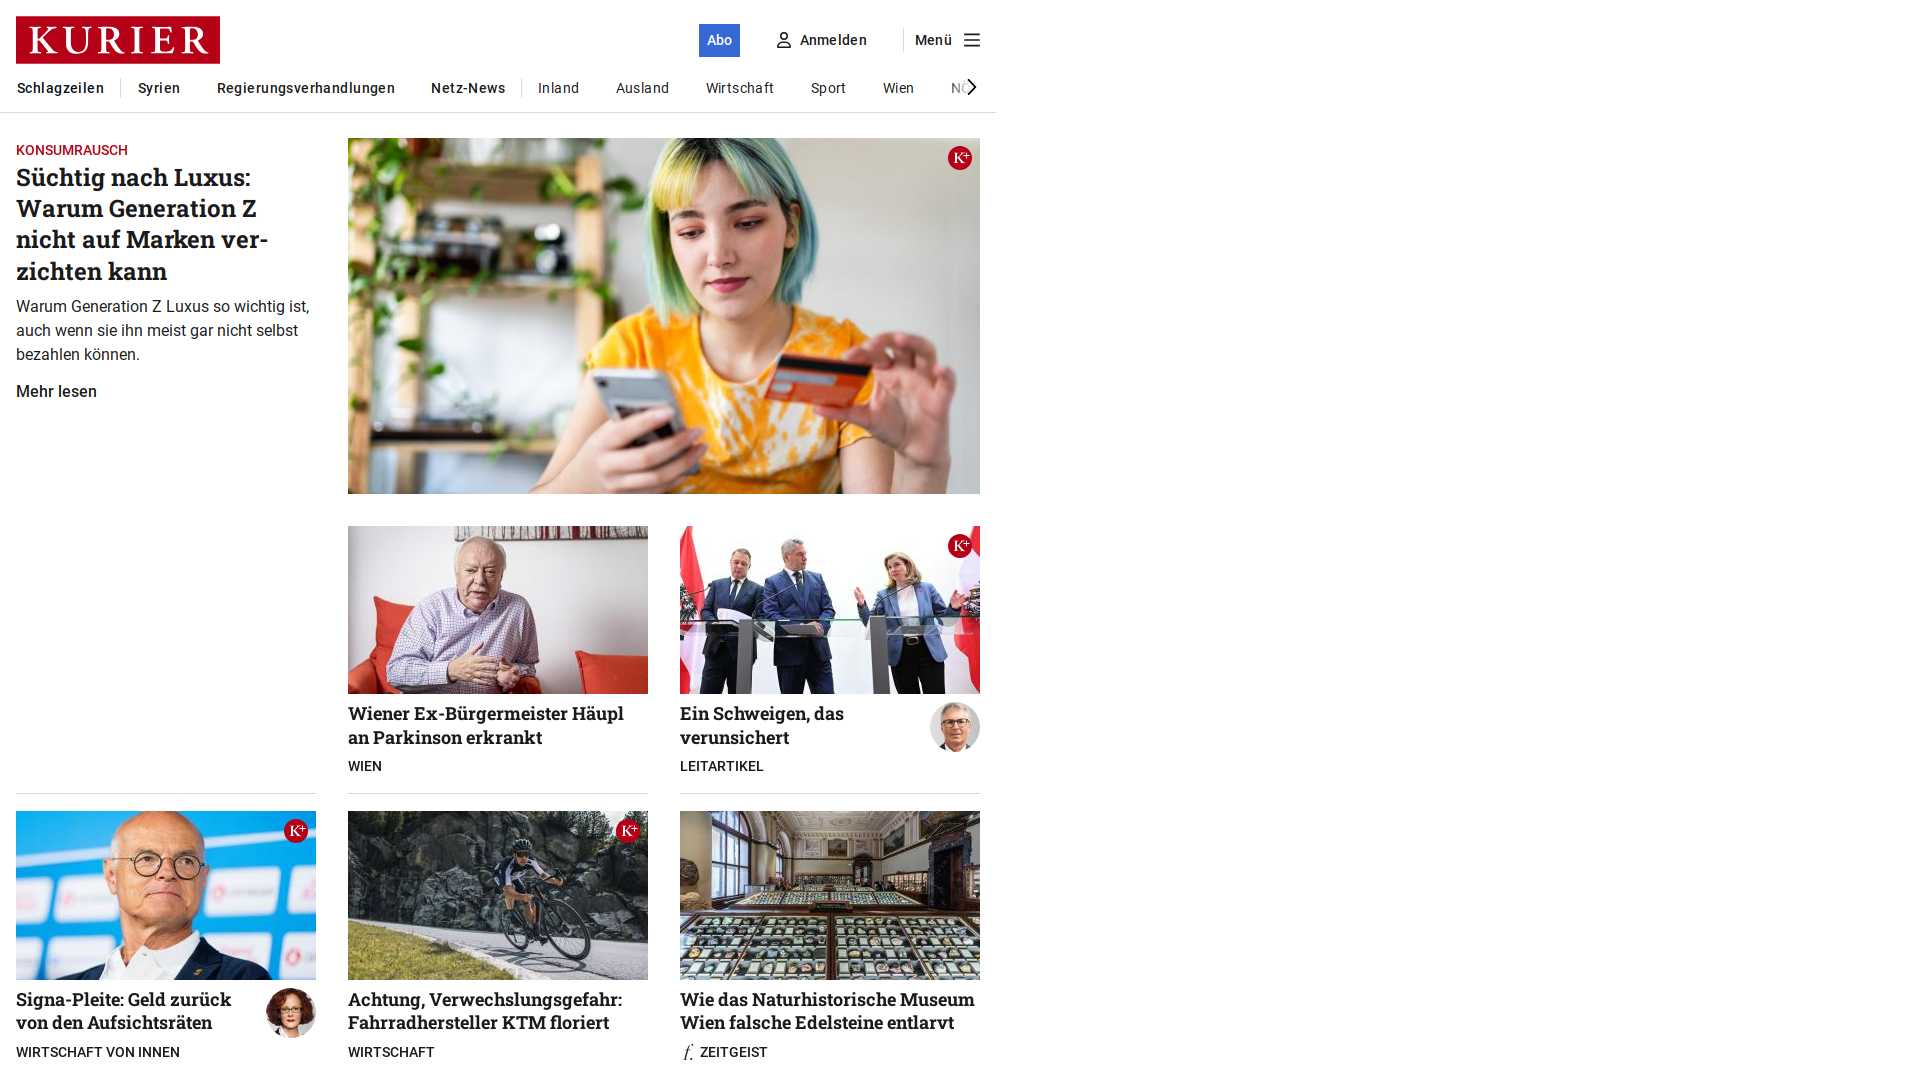 KURIER
Abo
Anmelden
Menü
Schlagzeilen
Syrien
Regierungsverhandlungen
Netz-News
Inland
Ausland
Wirtschaft
Sport
Wien
KONSUMRAUSCH
Süchtig nach Luxus:
Warum Generation Z
nicht auf Marken ver-
zichten kann
Warum Generation Z Luxus so wichtig ist,
auch wenn sie ihn meist gar nicht selbst
bezahlen können.
Mehr lesen
K+
K+
Wiener Ex-Bürgermeister Häupl
an Parkinson erkrankt
WIEN
Ein Schweigen, das
verunsichert
LEITARTIKEL
K+
K+
Signa-Pleite: Geld zurück
von den Aufsichtsräten
WIRTSCHAFT VON INNEN
Achtung, Verwechslungsgefahr:
Fahrradhersteller KTM floriert
WIRTSCHAFT
Wie das Naturhistorische Museum
Wien falsche Edelsteine entlarvt
f. ZEITGEIST